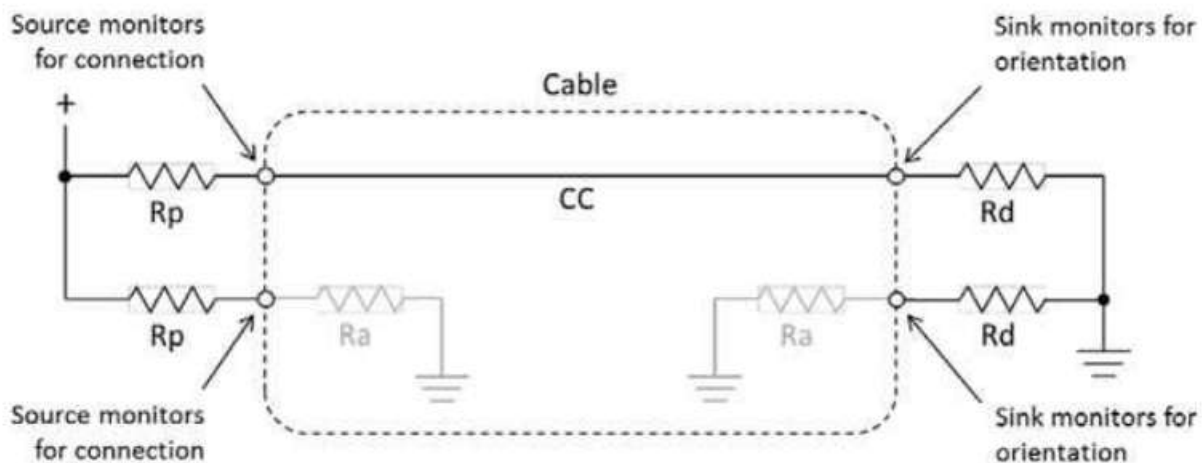 Source monitors
for connection
Sink monitors for
orientation
Cable
+
Rp
CC
Rd
Rp
Ra
Ra
Rd
Source monitors
for connection
Sink monitors for
orientation